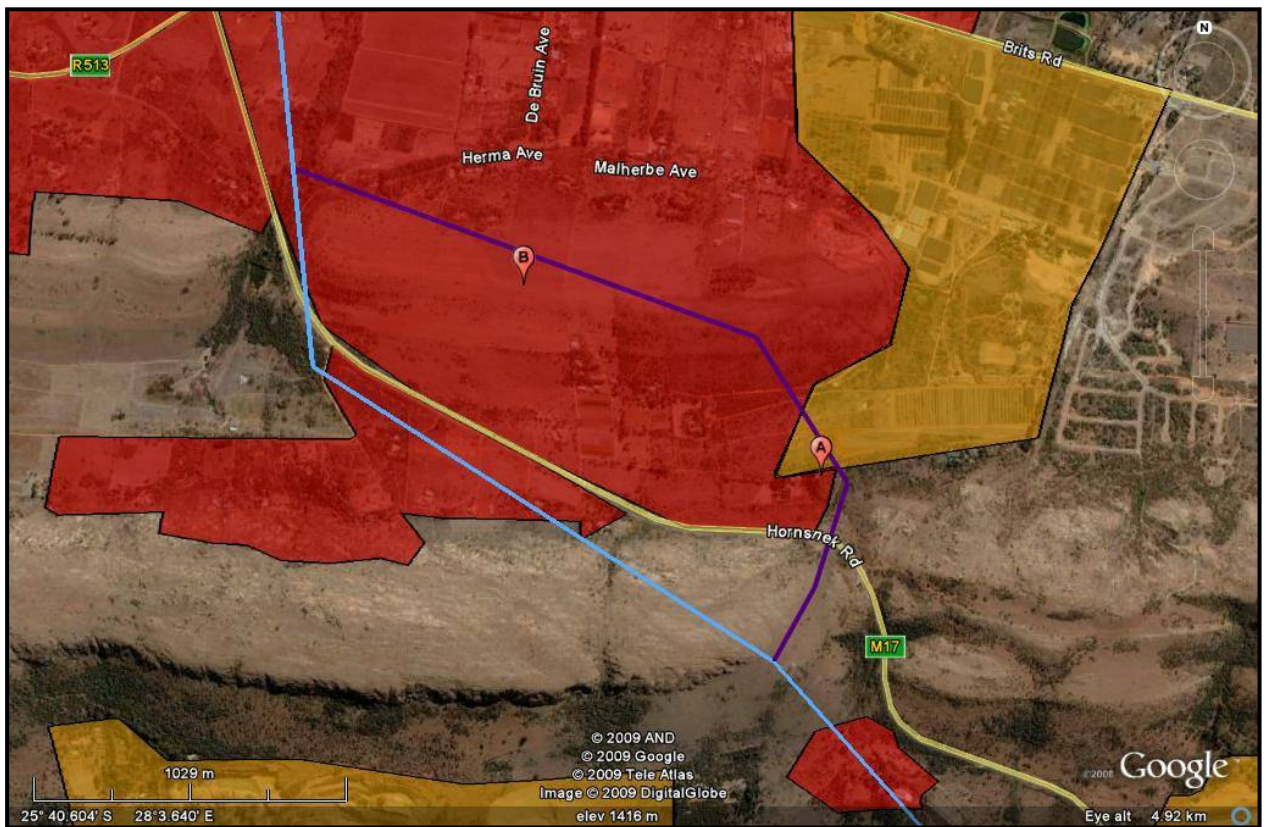 N
R513
Brits Rd
De Bruin Ave
Herma Ave
Malherbe Ave
B
A
Hornsnek Rd
M17
© 2009 AND
© 2009 Google
© 2009 Tele Atlas
Image © 2009 DigitalGlobe
©2008 Google
1029 m
25° 40.604' S 28°3.640' E elev 1416 m Eye alt 4.92 km